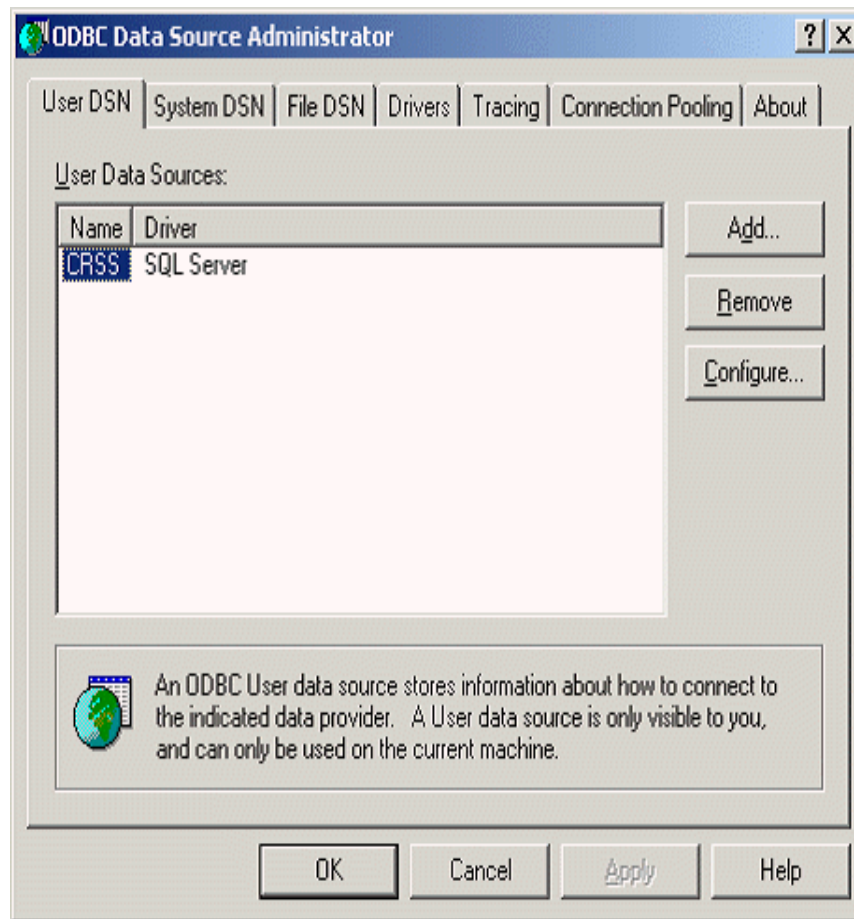 ODBC Data Source Administrator
User DSN System DSN File DSN Drivers Tracing Connection Pooling About
User Data Sources:
Name Driver
CRSS SQL Server
Add...
Remove
Configure...
An ODBC User data source stores information about how to connect to
the indicated data provider. A User data source is only visible to you,
and can only be used on the current machine.
OK Cancel Apply Help